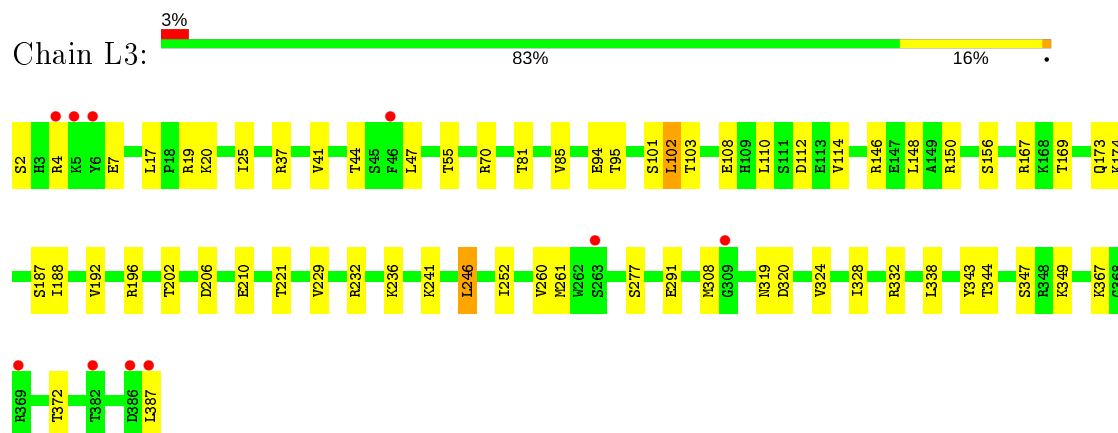 3%
Chain L3:
83% 16% •
S2 H3 R4 K5 Y6 E7 L17 P18 R19 K20 I25 R37 V41 T44 S45 F46 L47 T55 R70 T81 V85 E94 T95 S101 L102 T103 E108 H109 L110 S111 D112 E113 V114 R146 E147 L148 A149 R150 S156 R167 K168 T169 Q173 K174
S187 I188 V192 R196 T202 D206 E210 T221 V229 R232 K236 K241 L246 I252 V260 M261 W262 S263 S277 E291 M308 G309 N319 D320 V324 I328 R332 L338 Y343 T344 S347 R348 K349 K367 G368
R369 T372 T382 D386 L387